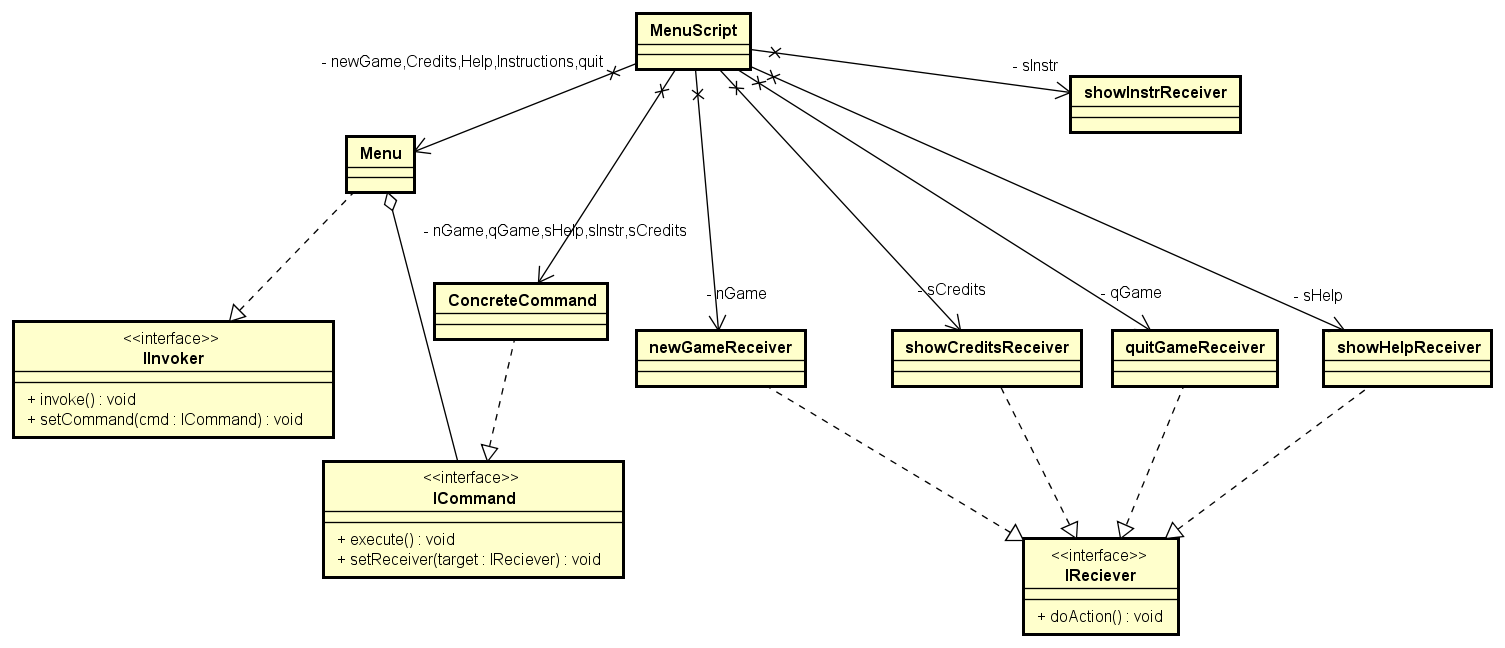 MenuScript
- newGame,Credits,Help,Instructions,quit
- sInstr
showInstrReceiver
Menu
- nGame,qGame,sHelp,sInstr,sCredits
ConcreteCommand
- nGame
- sCredits
- qGame
- sHelp
newGameReceiver
showCreditsReceiver
quitGameReceiver
showHelpReceiver
<<interface>>
IInvoker
+ invoke() : void
+ setCommand(cmd : ICommand) : void
<<interface>>
ICommand
+ execute() : void
+ setReceiver(target : IReciever) : void
<<interface>>
IReciever
+ doAction() : void